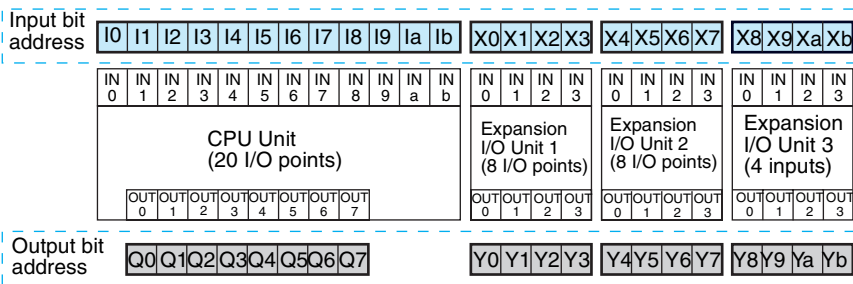 Input bit address I0 I1 I2 I3 I4 I5 I6 I7 I8 I9 Ia Ib X0 X1 X2 X3 X4 X5 X6 X7 X8 X9 Xa Xb
IN IN IN IN IN IN IN IN IN IN IN IN IN IN IN IN IN IN IN IN IN IN IN IN
0 1 2 3 4 5 6 7 8 9 a b 0 1 2 3 0 1 2 3 0 1 2 3
CPU Unit
(20 I/O points)
Expansion
I/O Unit 1
(8 I/O points)
Expansion
I/O Unit 2
(8 I/O points)
Expansion
I/O Unit 3
(4 inputs)
OUT OUT OUT OUT OUT OUT OUT OUT OUT OUT OUT OUT OUT OUT OUT OUT OUT OUT OUT OUT
0 1 2 3 4 5 6 7 0 1 2 3 0 1 2 3 0 1 2 3
Output bit address Q0 Q1 Q2 Q3 Q4 Q5 Q6 Q7 Y0 Y1 Y2 Y3 Y4 Y5 Y6 Y7 Y8 Y9 Ya Yb